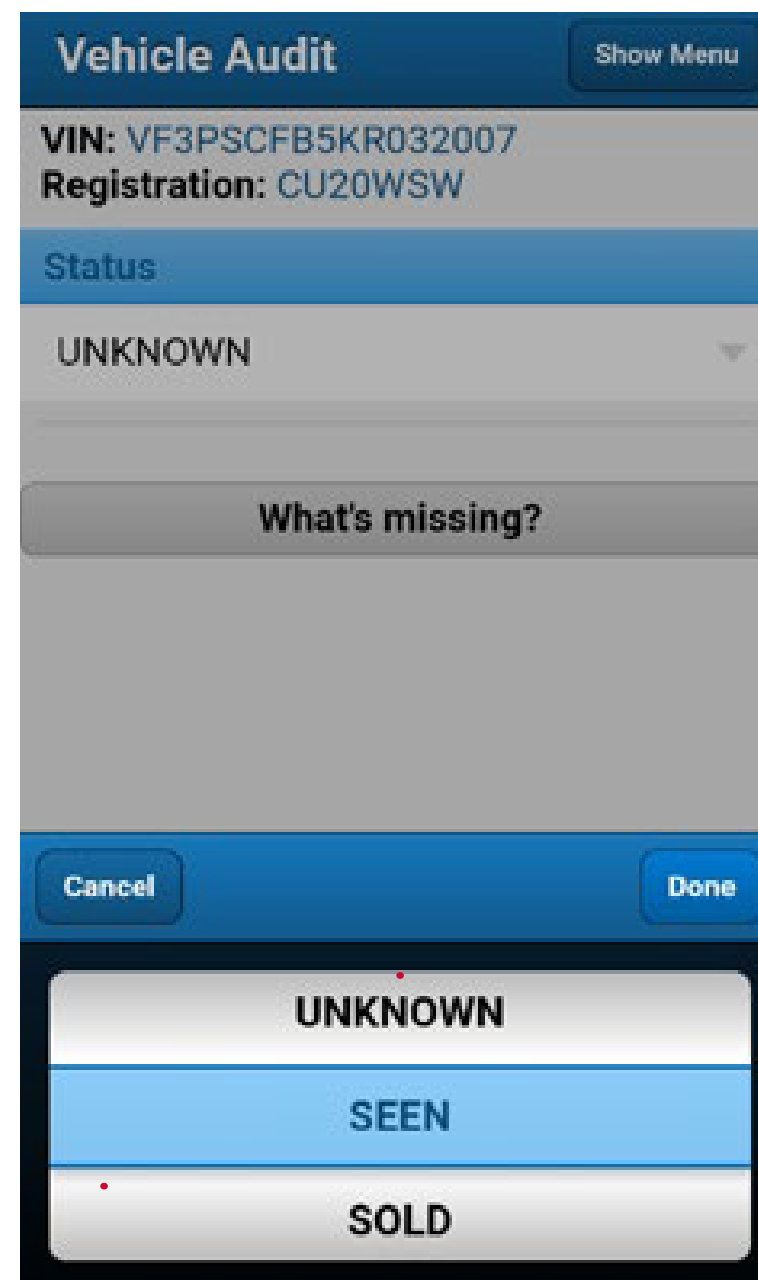 Vehicle Audit
Show Menu
VIN: VF3PSCFB5KR032007
Registration: CU20WSW
Status
UNKNOWN
What's missing?
Cancel
Done
UNKNOWN
SEEN
SOLD